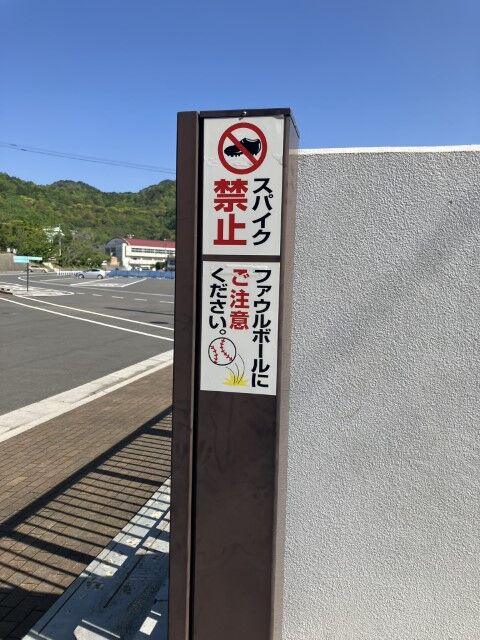 スパイク
禁止
ファウルボールに
ご注意
ください。